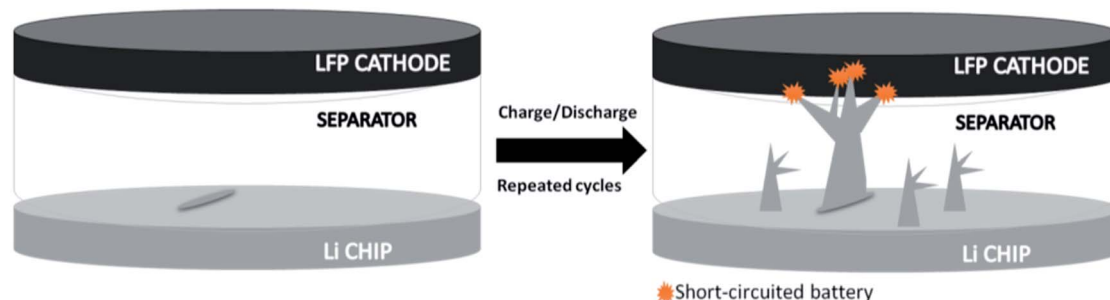 LFP CATHODE
SEPARATOR
Li CHIP
Charge/Discharge
Repeated cycles
LFP CATHODE
SEPARATOR
Li CHIP
Short-circuited battery